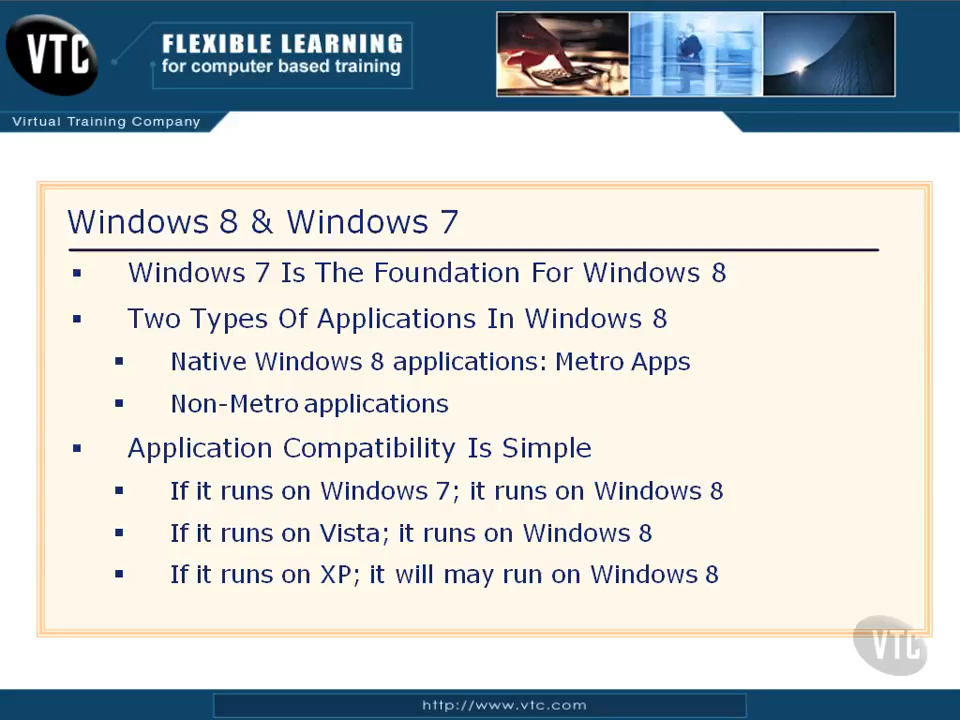 VTC
FLEXIBLE LEARNING
for computer based training
Virtual Training Company
Windows 8 & Windows 7
Windows 7 Is The Foundation For Windows 8
Two Types Of Applications In Windows 8
Native Windows 8 applications: Metro Apps
Non-Metro applications
Application Compatibility Is Simple
If it runs on Windows 7; it runs on Windows 8
If it runs on Vista; it runs on Windows 8
If it runs on XP; it will may run on Windows 8
VTC
http://www.vtc.com